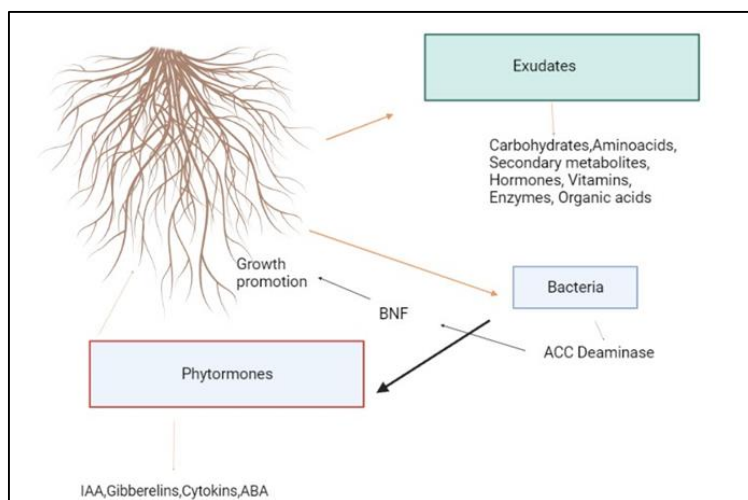 Exudates
Carbohydrates,Aminoacids,
Secondary metabolites,
Hormones, Vitamins,
Enzymes, Organic acids
Growth
promotion
BNF
Bacteria
ACC Deaminase
Phytormones
IAA,Gibberelins,Cytokins,ABA